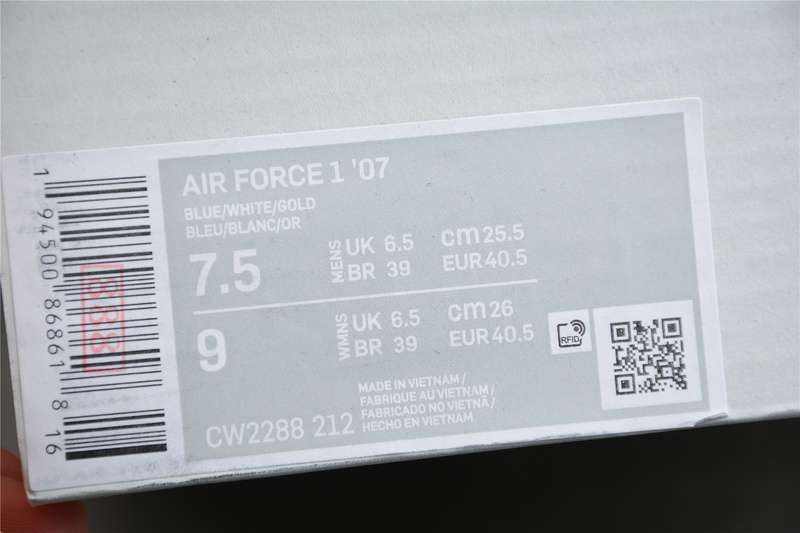 AIR FORCE 1 '07
BLUE/WHITE/GOLD
BLEU/BLANC/OR
7.5
MENS
UK 6.5
BR 39
cm 25.5
EUR 40.5
9
WMNS
UK 6.5
BR 39
cm 26
EUR 40.5
RFID
MADE IN VIETNAM /
FABRIQUE AU VIETNAM /
FABRICADO NO VIETNÃ /
HECHO EN VIETNAM
CW2288 212
1 94500 86861 8 16
888